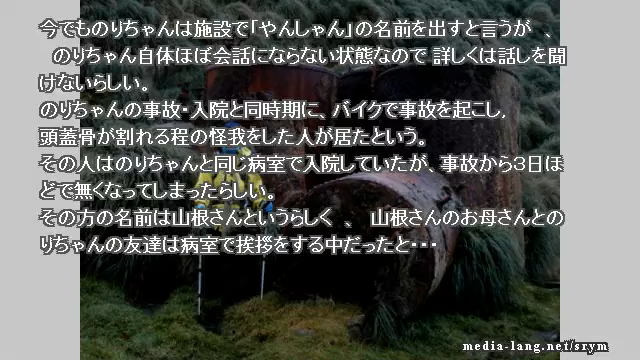 今でものりちゃんは施設で「やんしゃん」の名前を出すと言うが　、
　のりちゃん自体ほぼ会話にならない状態なので 詳しくは話しを聞
けないらしい。
のりちゃんの事故・入院と同時期に、バイクで事故を起こし,
頭蓋骨が割れる程の怪我をした人が居たという。
その人はのりちゃんと同じ病室で入院していたが、事故から３日ほ
どで無くなってしまったらしい。
その方の名前は山根さんというらしく　、　山根さんのお母さんとの
りちゃんの友達は病室で挨拶をする中だったと・・・
media-lang.net/srym